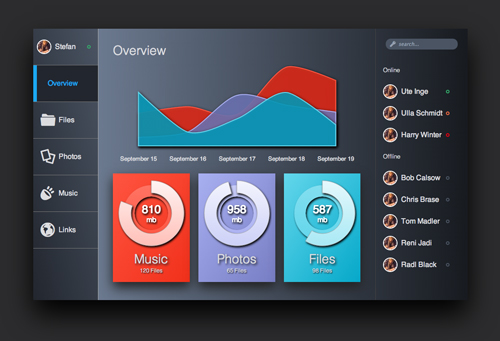 Stefan
Overview
Files
Photos
Music
Links
Overview
September 15 September 16 September 17 September 18 September 19
810
mb
Music
120 Files
958
mb
Photos
65 Files
587
mb
Files
98 Files
search...
Online
Ute Inge
Ulla Schmidt
Harry Winter
Offline
Bob Calsow
Chris Brase
Tom Madler
Reni Jadi
Radl Black